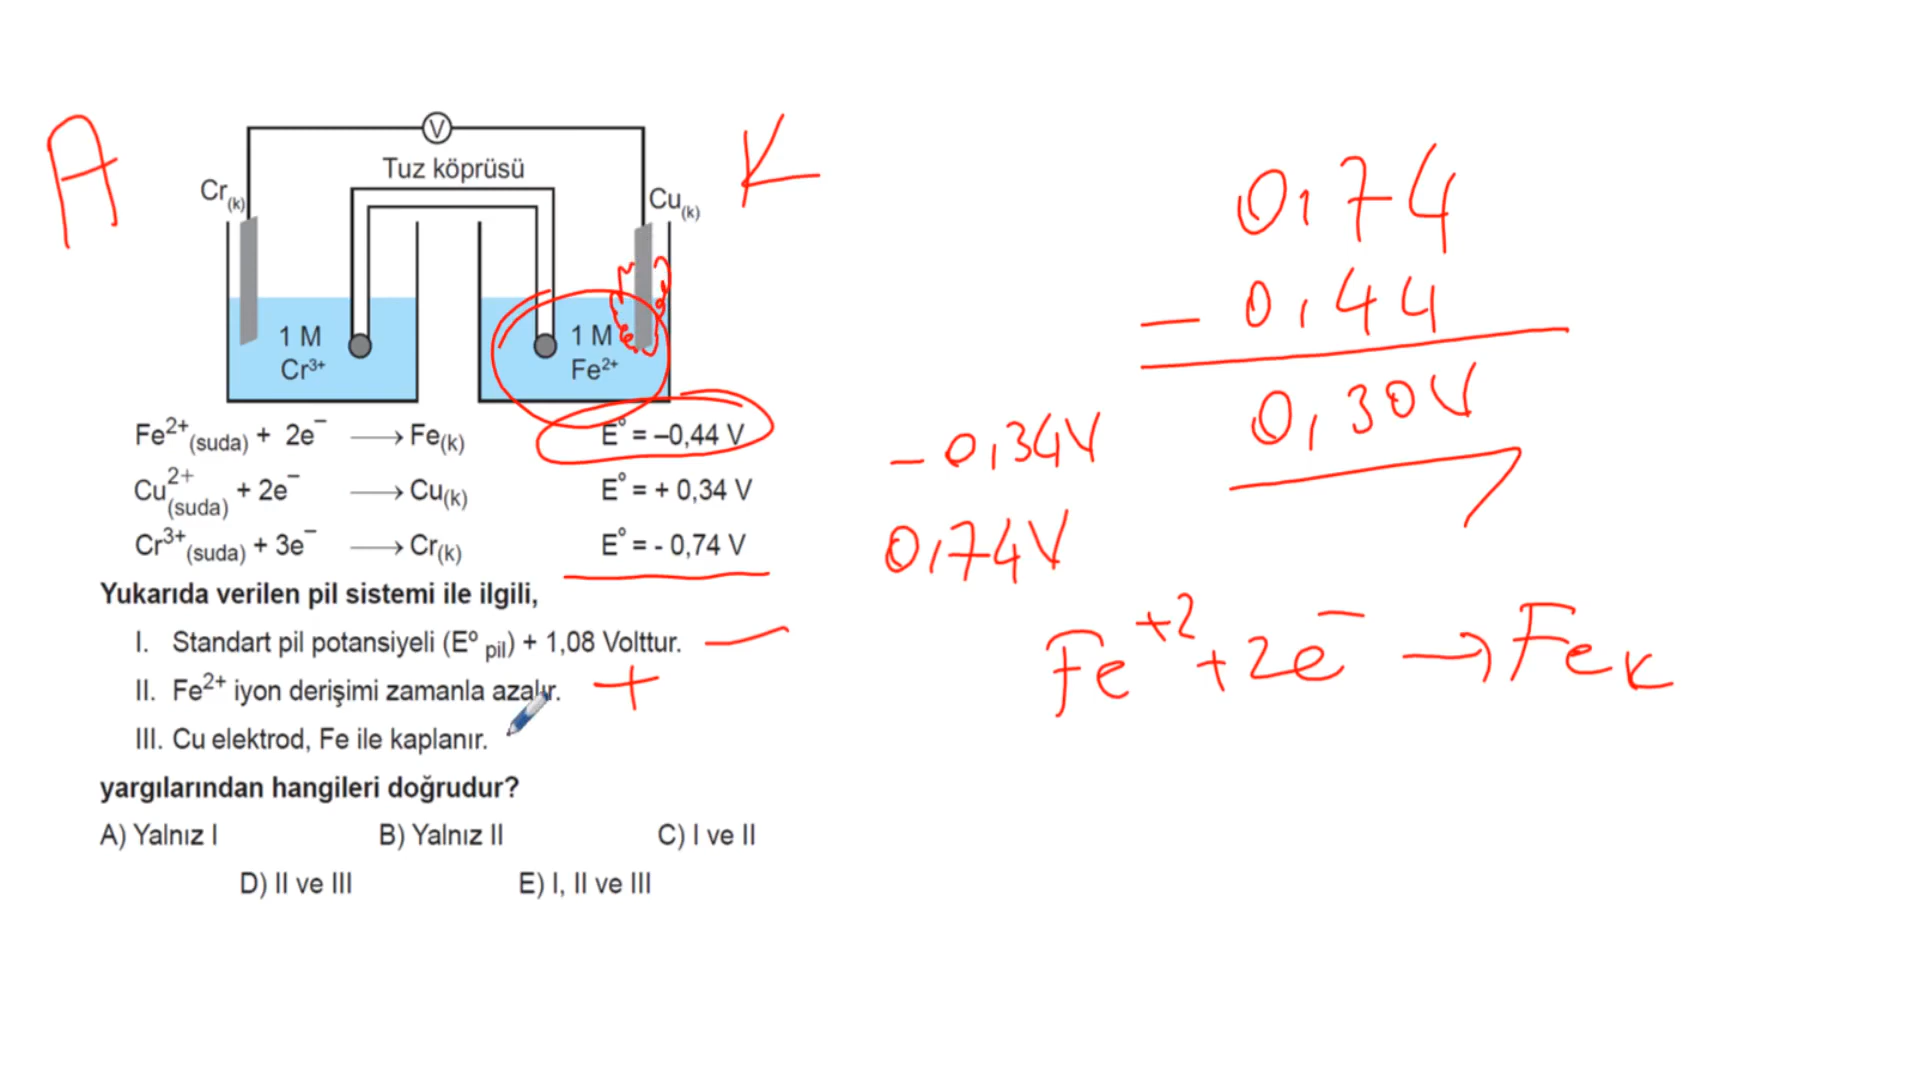 A
K
V
Tuz köprüsü
Cr(k)
Cu(k)
1 M
Cr³⁺
1 M
Fe²⁺
Fe²⁺(suda) + 2e⁻ ⟶ Fe(k) E° = –0,44 V
Cu²⁺(suda) + 2e⁻ ⟶ Cu(k) E° = + 0,34 V
Cr³⁺(suda) + 3e⁻ ⟶ Cr(k) E° = - 0,74 V
Yukarıda verilen pil sistemi ile ilgili,
I. Standart pil potansiyeli (Eº pil) + 1,08 Volttur. —
II. Fe²⁺ iyon derişimi zamanla azalır. +
III. Cu elektrod, Fe ile kaplanır.
yargılarından hangileri doğrudur?
A) Yalnız I B) Yalnız II C) I ve II
D) II ve III E) I, II ve III
0,74
– 0,44
0,30V
– 0,34V
0,74V
Fe⁺² + 2e⁻ → Fe K